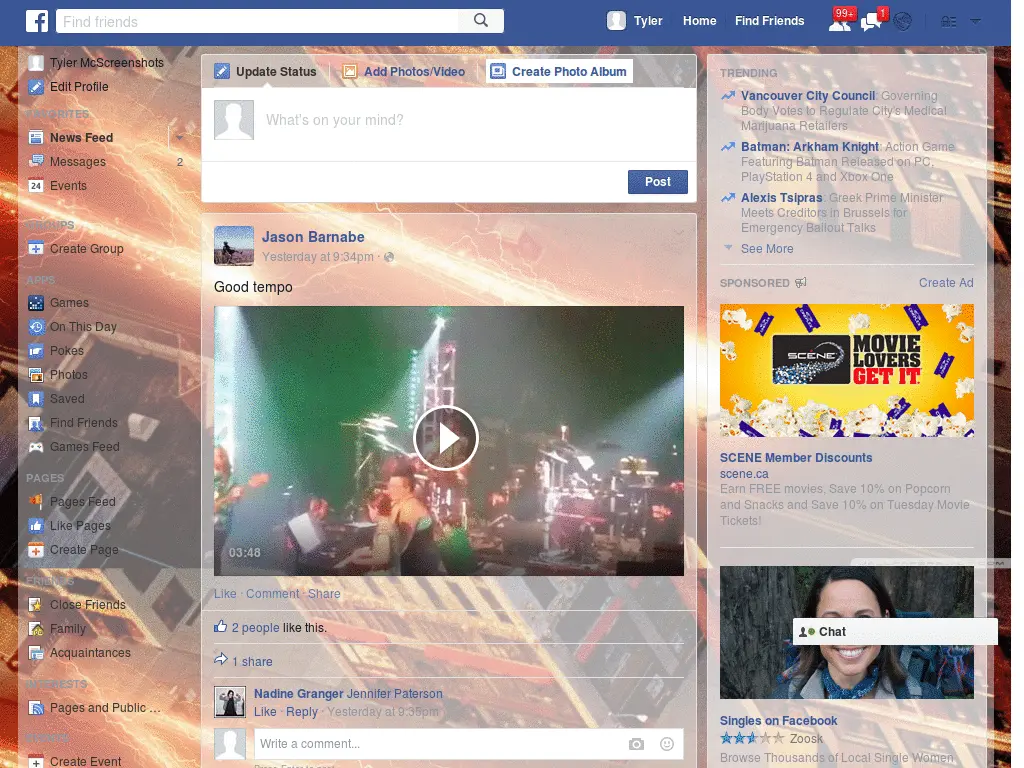 Find friends
Tyler
Home
Find Friends
99+
1
Tyler McScreenshots
Edit Profile
FAVORITES
News Feed
Messages
2
24
Events
GROUPS
Create Group
APPS
Games
On This Day
Pokes
Photos
Saved
Find Friends
Games Feed
PAGES
Pages Feed
Like Pages
Create Page
FRIENDS
Close Friends
Family
Acquaintances
INTERESTS
Pages and Public ...
EVENTS
Create Event
Update Status
Add Photos/Video
Create Photo Album
What's on your mind?
Post
Jason Barnabe
Yesterday at 9:34pm ·
Good tempo
03:48
Like · Comment · Share
2 people like this.
1 share
Nadine Granger Jennifer Paterson
Like · Reply · Yesterday at 9:35pm
Write a comment...
TRENDING
Vancouver City Council: Governing
Body Votes to Regulate City's Medical
Marijuana Retailers
Batman: Arkham Knight: Action Game
Featuring Batman Released on PC,
PlayStation 4 and Xbox One
Alexis Tsipras: Greek Prime Minister
Meets Creditors in Brussels for
Emergency Bailout Talks
See More
SPONSORED
Create Ad
SCENE
MOVIE
LOVERS
GET IT.
SCENE Member Discounts
scene.ca
Earn FREE movies, Save 10% on Popcorn
and Snacks and Save 10% on Tuesday Movie
Tickets!
Chat
Singles on Facebook
Zoosk
Browse Thousands of Local Single Women